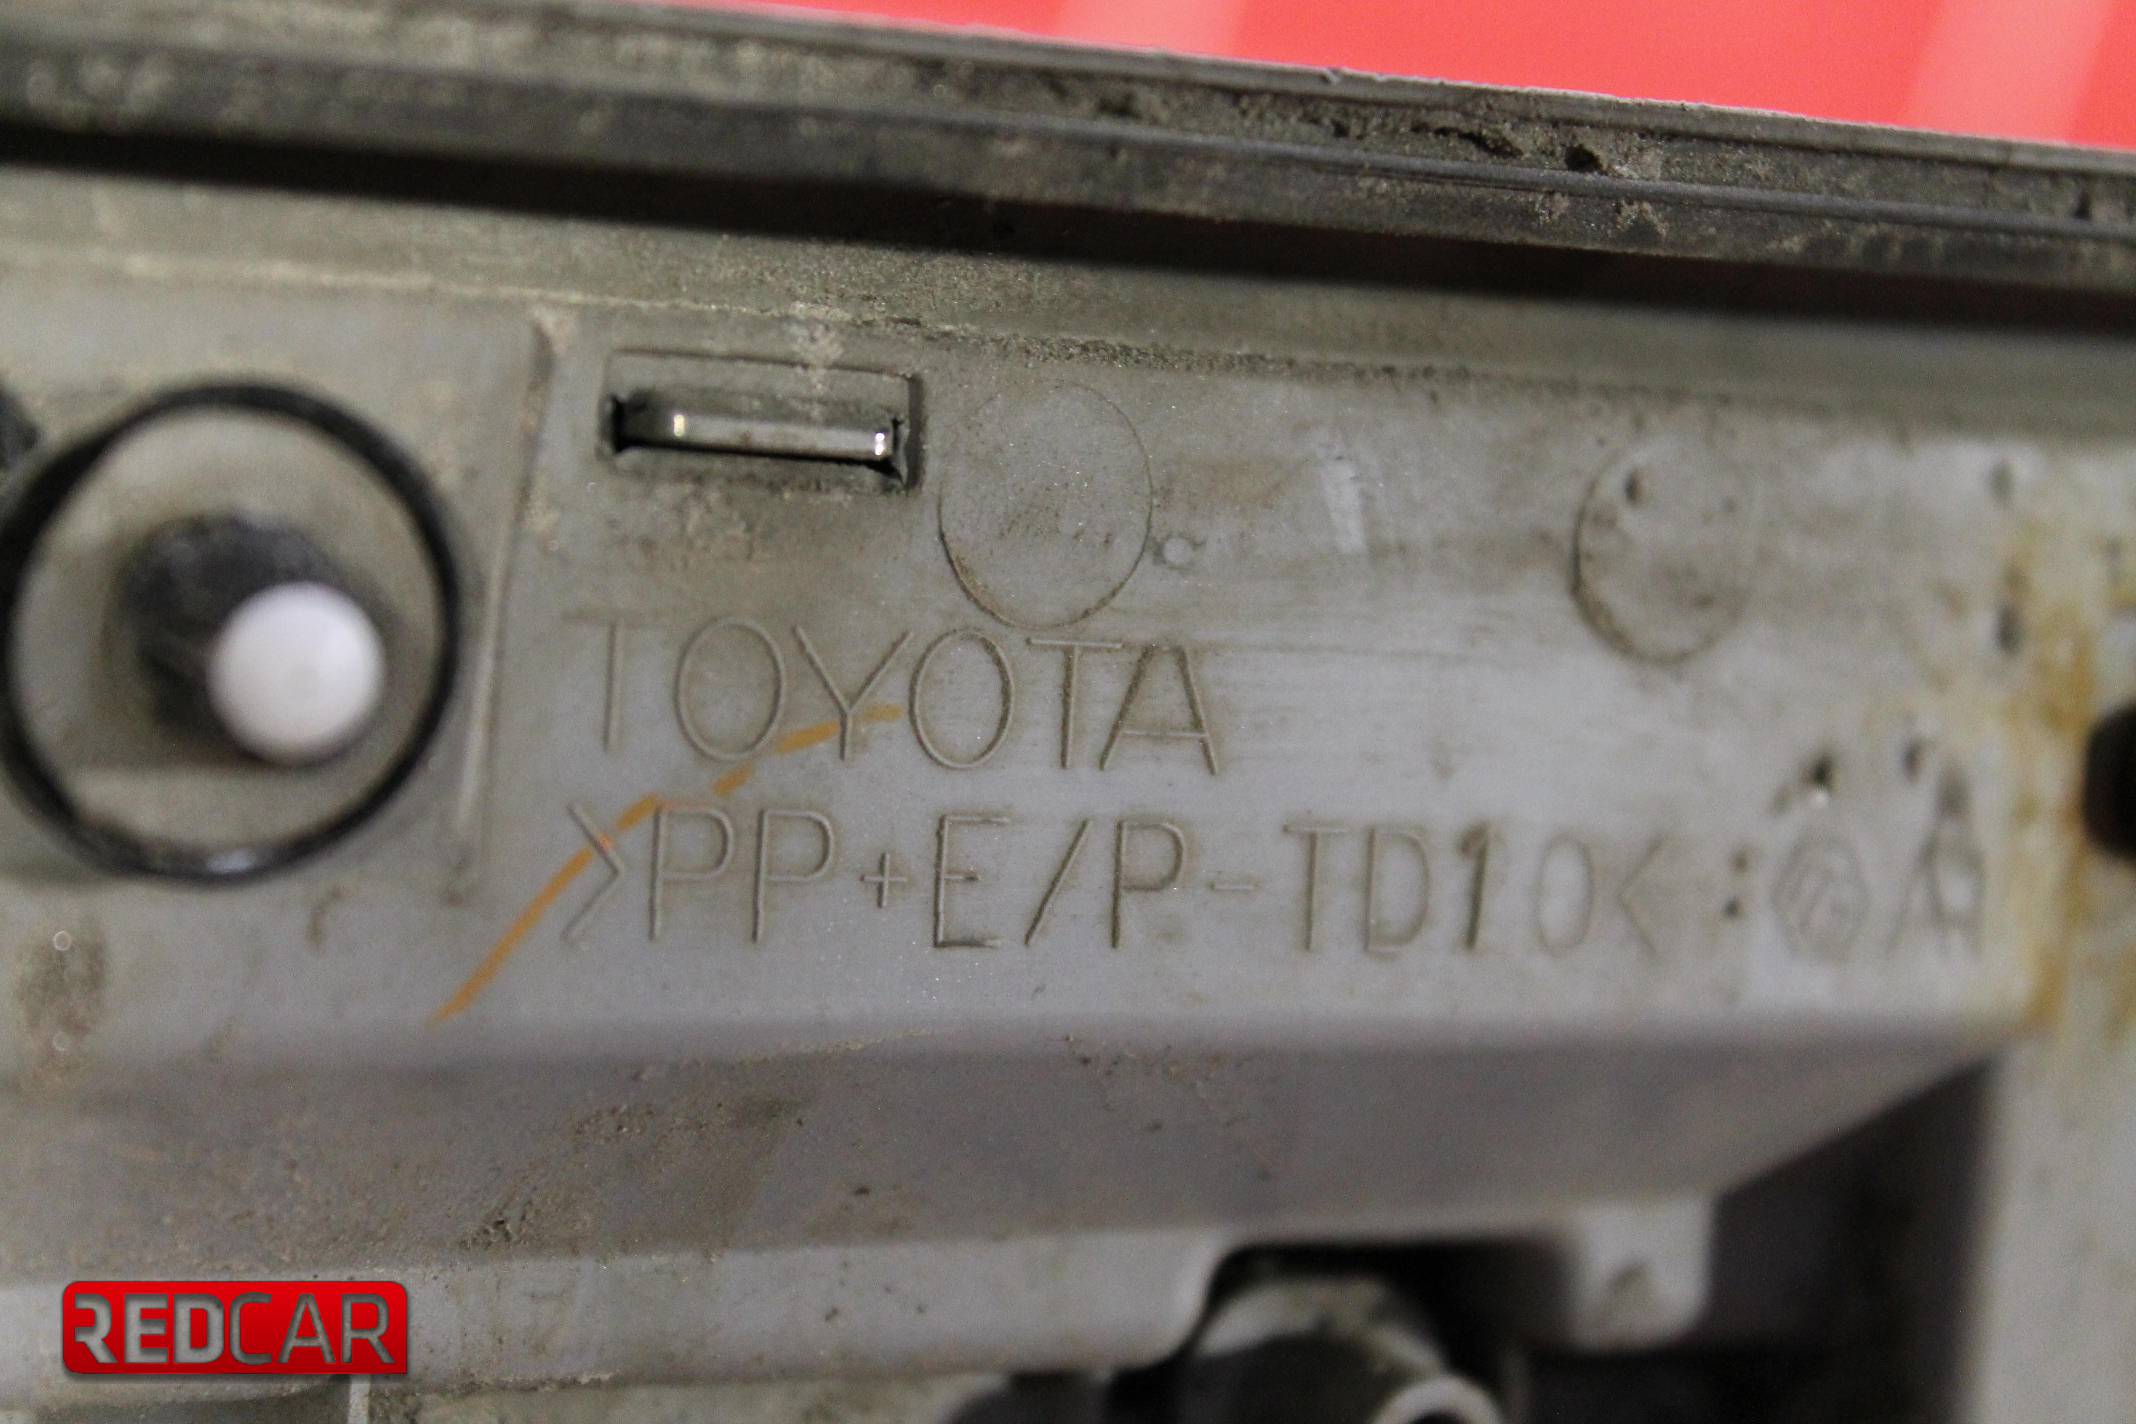 TOYOTA
>PP+E/P-TD10<
REDCAR